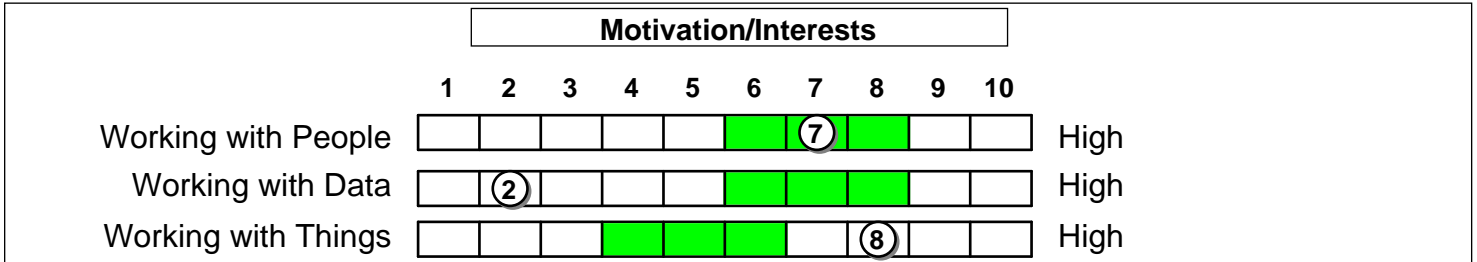 Motivation/Interests
1 2 3 4 5 6 7 8 9 10
Working with People 7 High
Working with Data 2 High
Working with Things 8 High